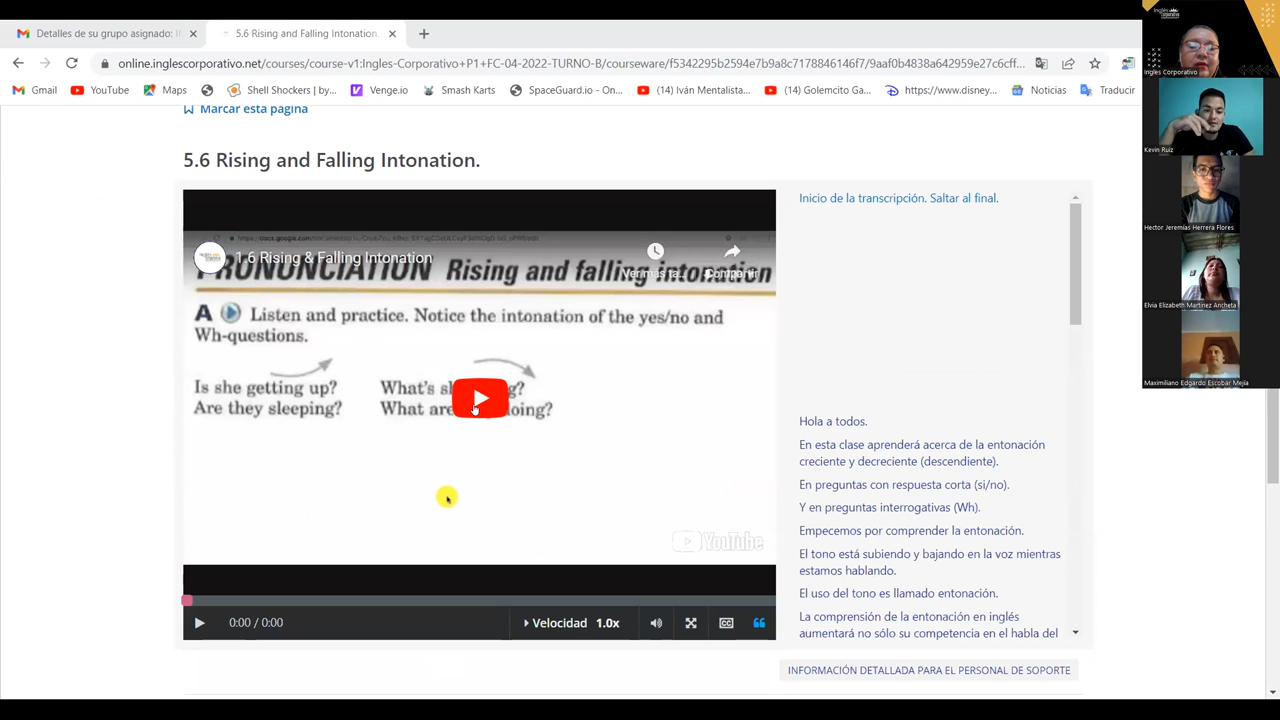 Detalles de su grupo asignado: I
5.6 Rising and Falling Intonation.
online.inglescorporativo.net/courses/course-v1:Ingles-Corporativo+P1+FC-04-2022-TURNO-B/courseware/f5342295b2594e7b9a8c7178846146f7/9aaf0b4838a642959e27c6cff...
Gmail
YouTube
Maps
Shell Shockers | by...
Venge.io
Smash Karts
SpaceGuard.io - On...
(14) Iván Mentalista...
(14) Golemcito Ga...
https://www.disney...
Noticias
Traducir
Marcar esta página
5.6 Rising and Falling Intonation.
1.6 Rising & Falling Intonation
Ver más ta...
Compartir
PRONUNCIATION Rising and falling intonation
A Listen and practice. Notice the intonation of the yes/no and
Wh-questions.
Is she getting up?
What's
Are they sleeping?
What are doing?
YouTube
0:00 / 0:00
Velocidad 1.0x
Inicio de la transcripción. Saltar al final.
Hola a todos.
En esta clase aprenderá acerca de la entonación
creciente y decreciente (descendiente).
En preguntas con respuesta corta (si/no).
Y en preguntas interrogativas (Wh).
Empecemos por comprender la entonación.
El tono está subiendo y bajando en la voz mientras
estamos hablando.
El uso del tono es llamado entonación.
La comprensión de la entonación en inglés
aumentará no sólo su competencia en el habla del
INFORMACIÓN DETALLADA PARA EL PERSONAL DE SOPORTE
Ingles Corporativo
Kevin Ruiz
Hector Jeremías Herrera Flores
Elvia Elizabeth Martinez Ancheta
Maximiliano Edgardo Escobar Mejía